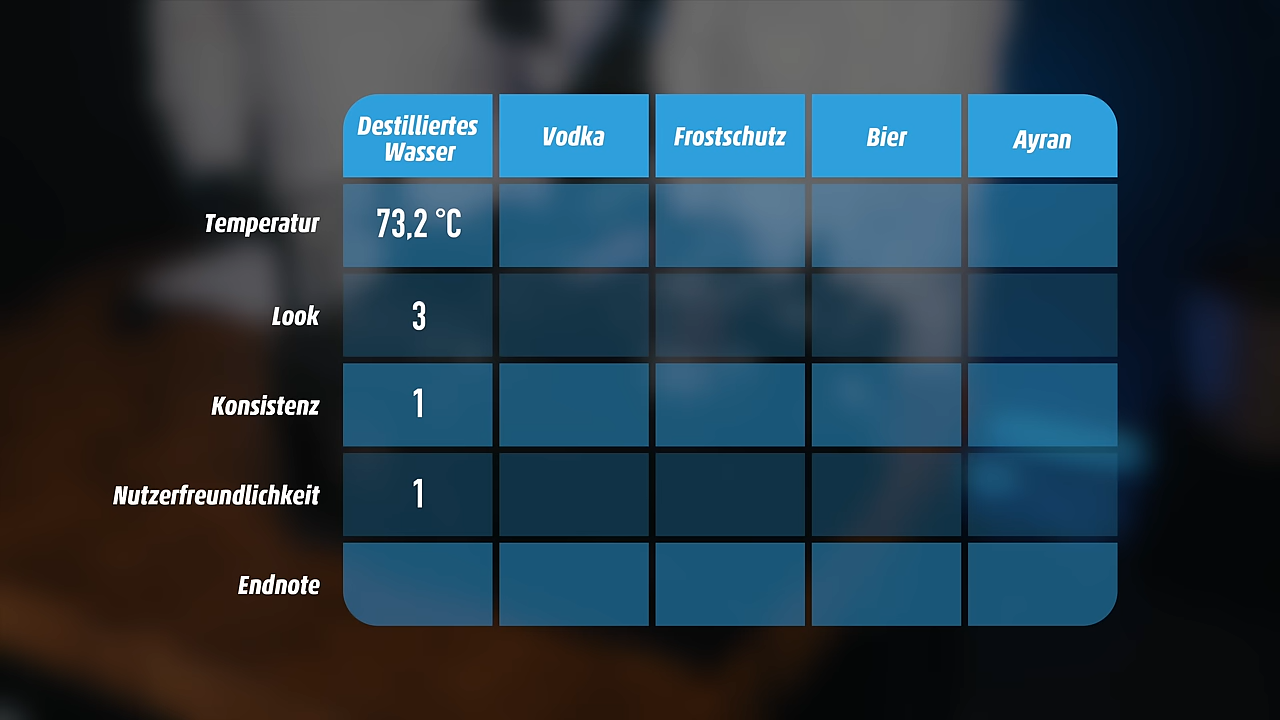 Destilliertes
Wasser
Vodka
Frostschutz
Bier
Ayran
Temperatur
73,2 °C
Look
3
Konsistenz
1
Nutzerfreundlichkeit
1
Endnote